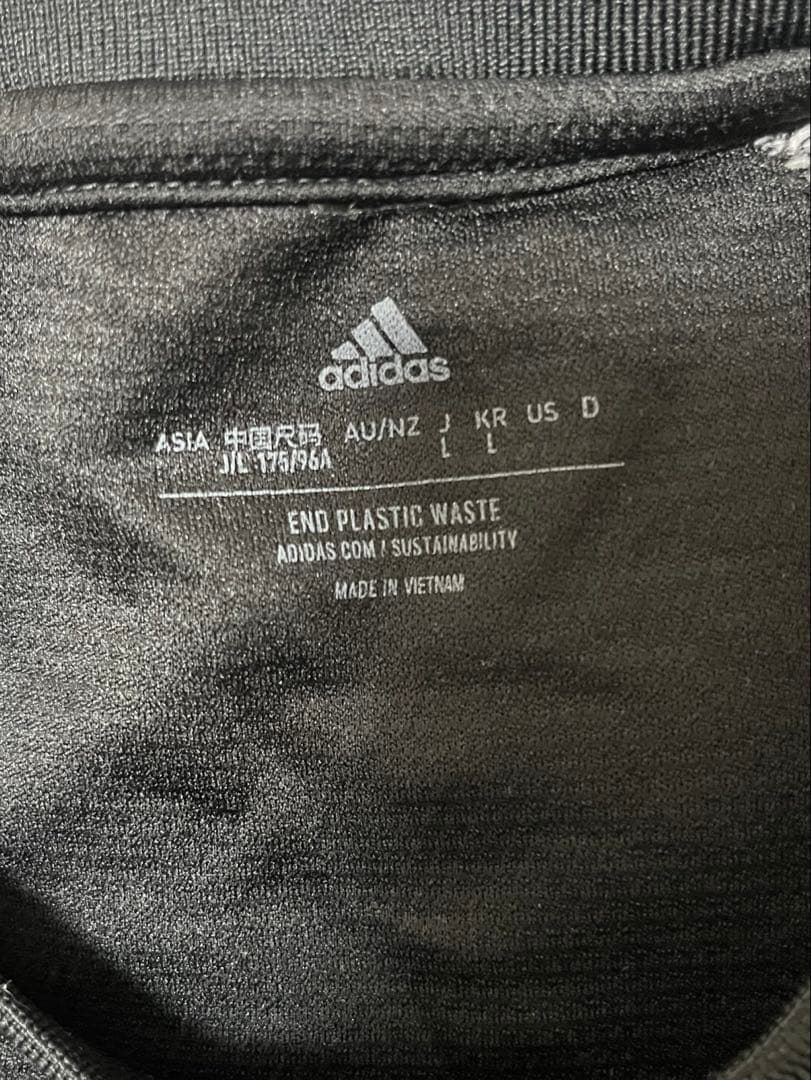 adidas
ASIA 中国尺码 AU/NZ J KR US D
J/L 175/96A L L
END PLASTIC WASTE
ADIDAS.COM / SUSTAINABILITY
MADE IN VIETNAM